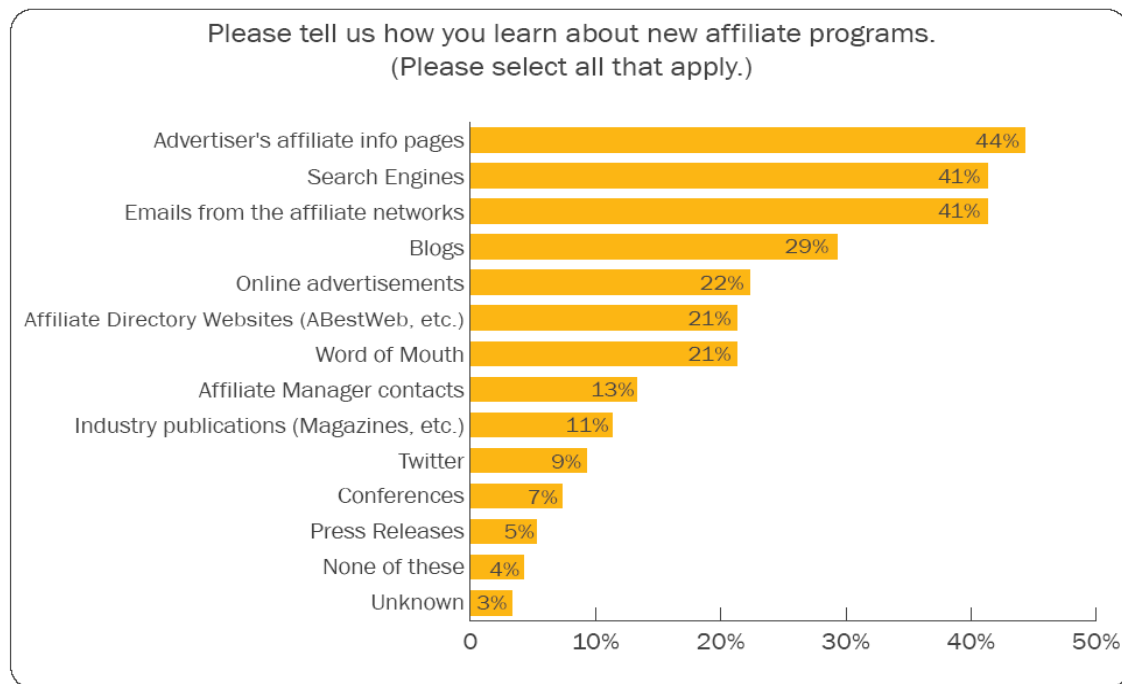 Please tell us how you learn about new affiliate programs.
(Please select all that apply.)
Advertiser's affiliate info pages 44%
Search Engines 41%
Emails from the affiliate networks 41%
Blogs 29%
Online advertisements 22%
Affiliate Directory Websites (ABestWeb, etc.) 21%
Word of Mouth 21%
Affiliate Manager contacts 13%
Industry publications (Magazines, etc.) 11%
Twitter 9%
Conferences 7%
Press Releases 5%
None of these 4%
Unknown 3%
0 10% 20% 30% 40% 50%